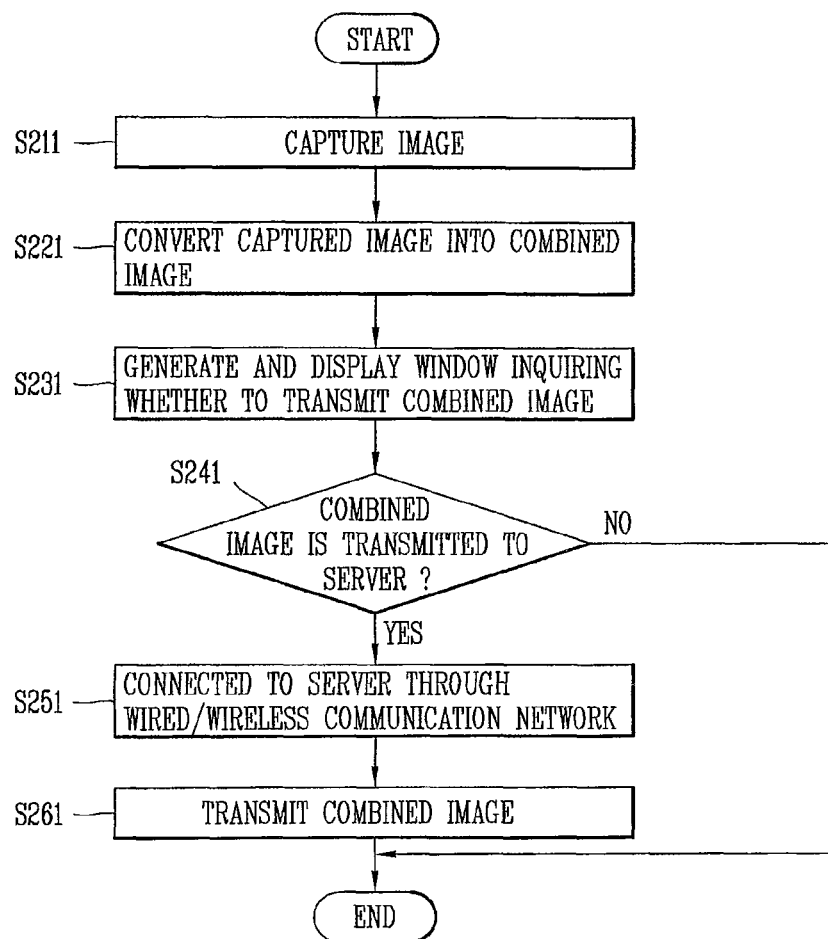 START
S211
CAPTURE IMAGE
S221
CONVERT CAPTURED IMAGE INTO COMBINED
IMAGE
S231
GENERATE AND DISPLAY WINDOW INQUIRING
WHETHER TO TRANSMIT COMBINED IMAGE
S241
COMBINED
IMAGE IS TRANSMITTED TO
SERVER ?
NO
YES
S251
CONNECTED TO SERVER THROUGH
WIRED/WIRELESS COMMUNICATION NETWORK
S261
TRANSMIT COMBINED IMAGE
END